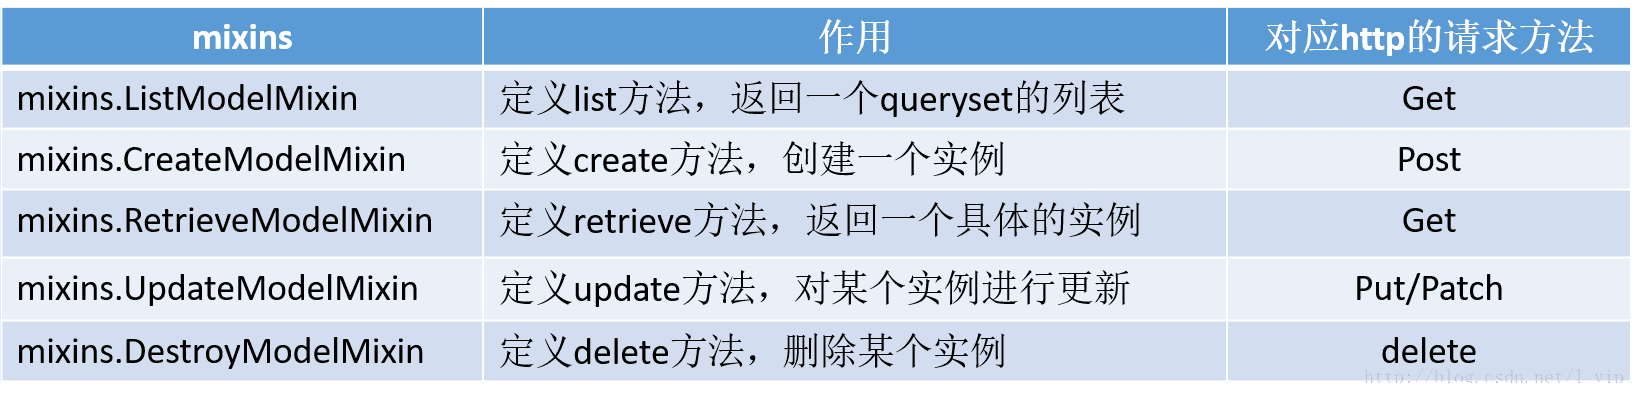 mixins 作用 对应http的请求方法
mixins.ListModelMixin 定义list方法，返回一个queryset的列表 Get
mixins.CreateModelMixin 定义create方法，创建一个实例 Post
mixins.RetrieveModelMixin 定义retrieve方法，返回一个具体的实例 Get
mixins.UpdateModelMixin 定义update方法，对某个实例进行更新 Put/Patch
mixins.DestroyModelMixin 定义delete方法，删除某个实例 delete
http://blog.csdn.net/l_vip